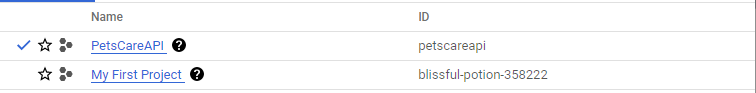 Name ID
PetsCareAPI ? petscareapi
My First Project ? blissful-potion-358222